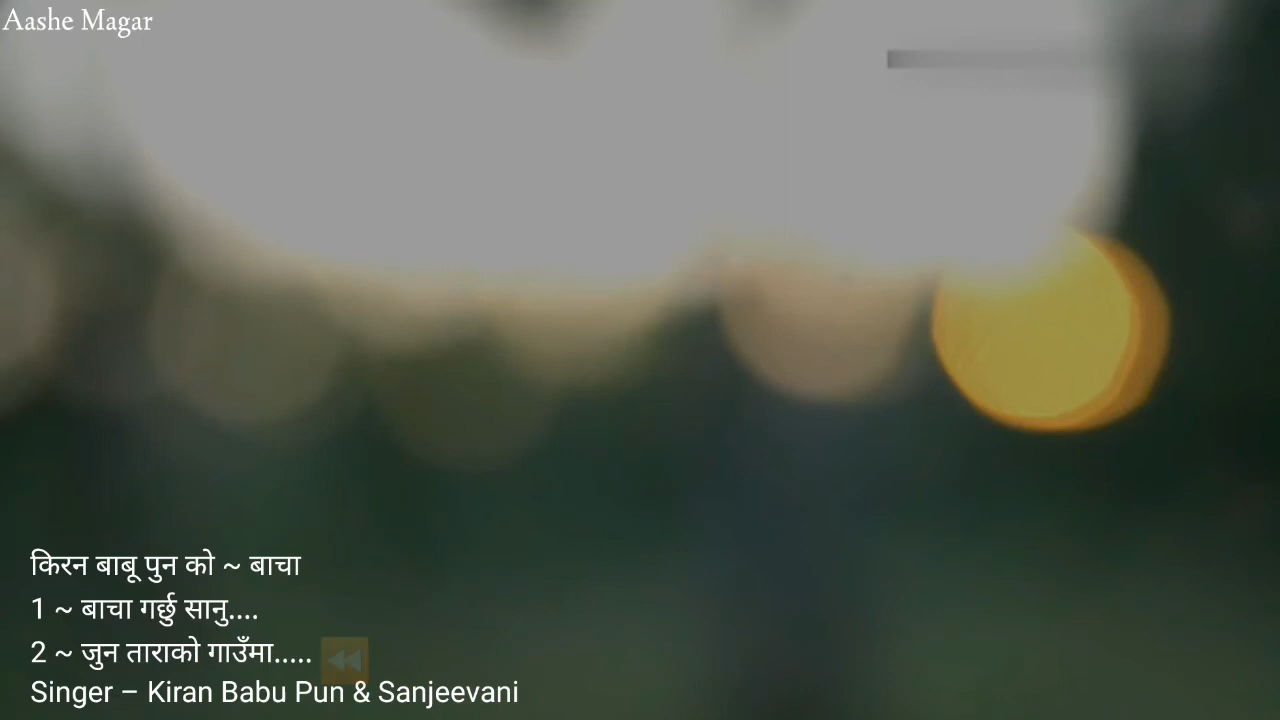 Aashe Magar
किरन बाबू पुन को ~ बाचा
1 ~ बाचा गर्छु सानु....
2 ~ जुन ताराको गाउँमा.....
Singer – Kiran Babu Pun & Sanjeevani